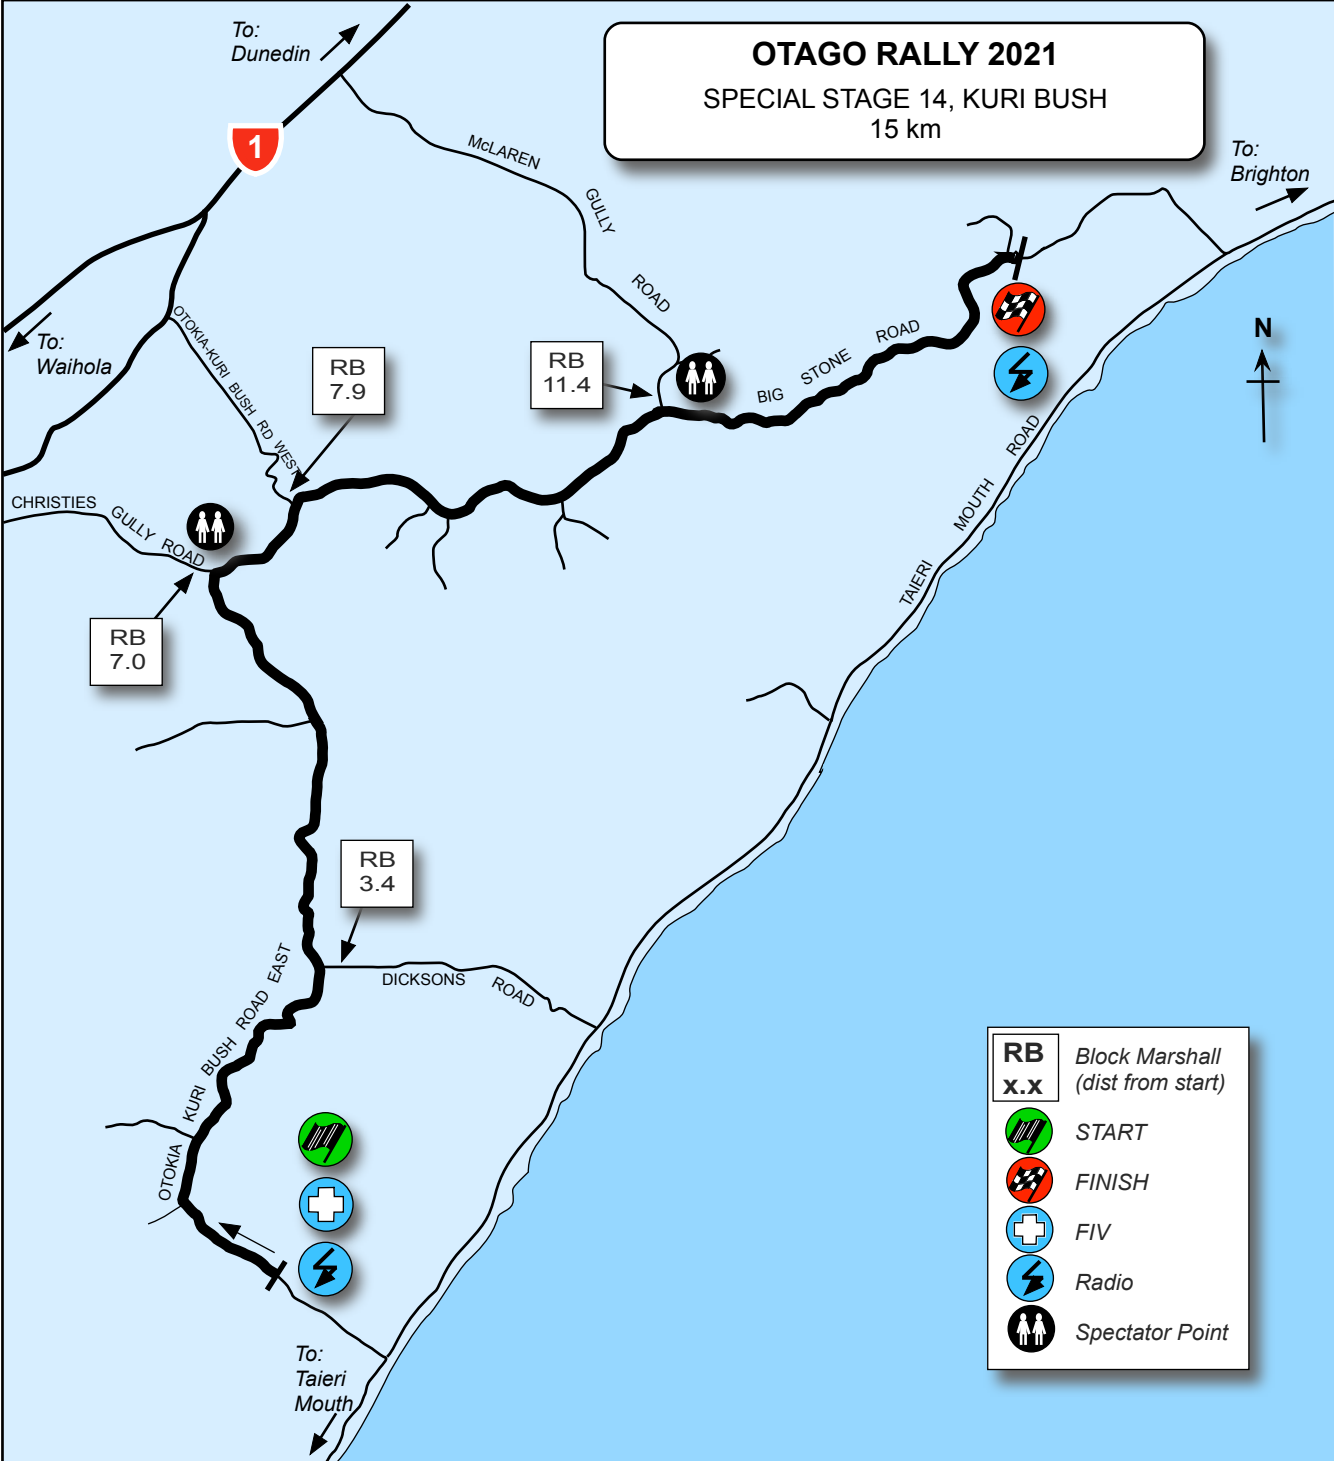 To:
Dunedin
OTAGO RALLY 2021
SPECIAL STAGE 14, KURI BUSH
15 km
1
McLAREN
GULLY
ROAD
To:
Brighton
To:
Waihola
OTOKIA-KURI BUSH RD WEST
RB
7.9
RB
11.4
BIG STONE ROAD
N
CHRISTIES GULLY ROAD
TAIERI MOUTH ROAD
RB
7.0
RB
3.4
DICKSONS ROAD
OTOKIA KURI BUSH ROAD EAST
To:
Taieri
Mouth
RB
x.x
Block Marshall
(dist from start)
START
FINISH
FIV
Radio
Spectator Point